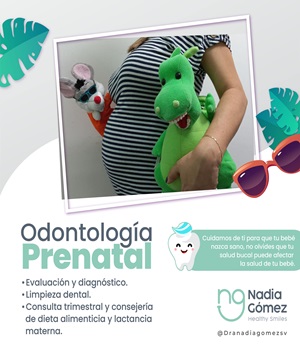 Odontología
Prenatal
•Evaluación y diagnóstico.
•Limpieza dental.
•Consulta trimestral y consejería
de dieta alimenticia y lactancia
materna.
Cuidamos de ti para que tu bebé
nazca sano, no olvides que tu
salud bucal puede afectar
la salud de tu bebé.
ng
Nadia
Gómez
Healthy Smiles
@Dranadiagomezsv